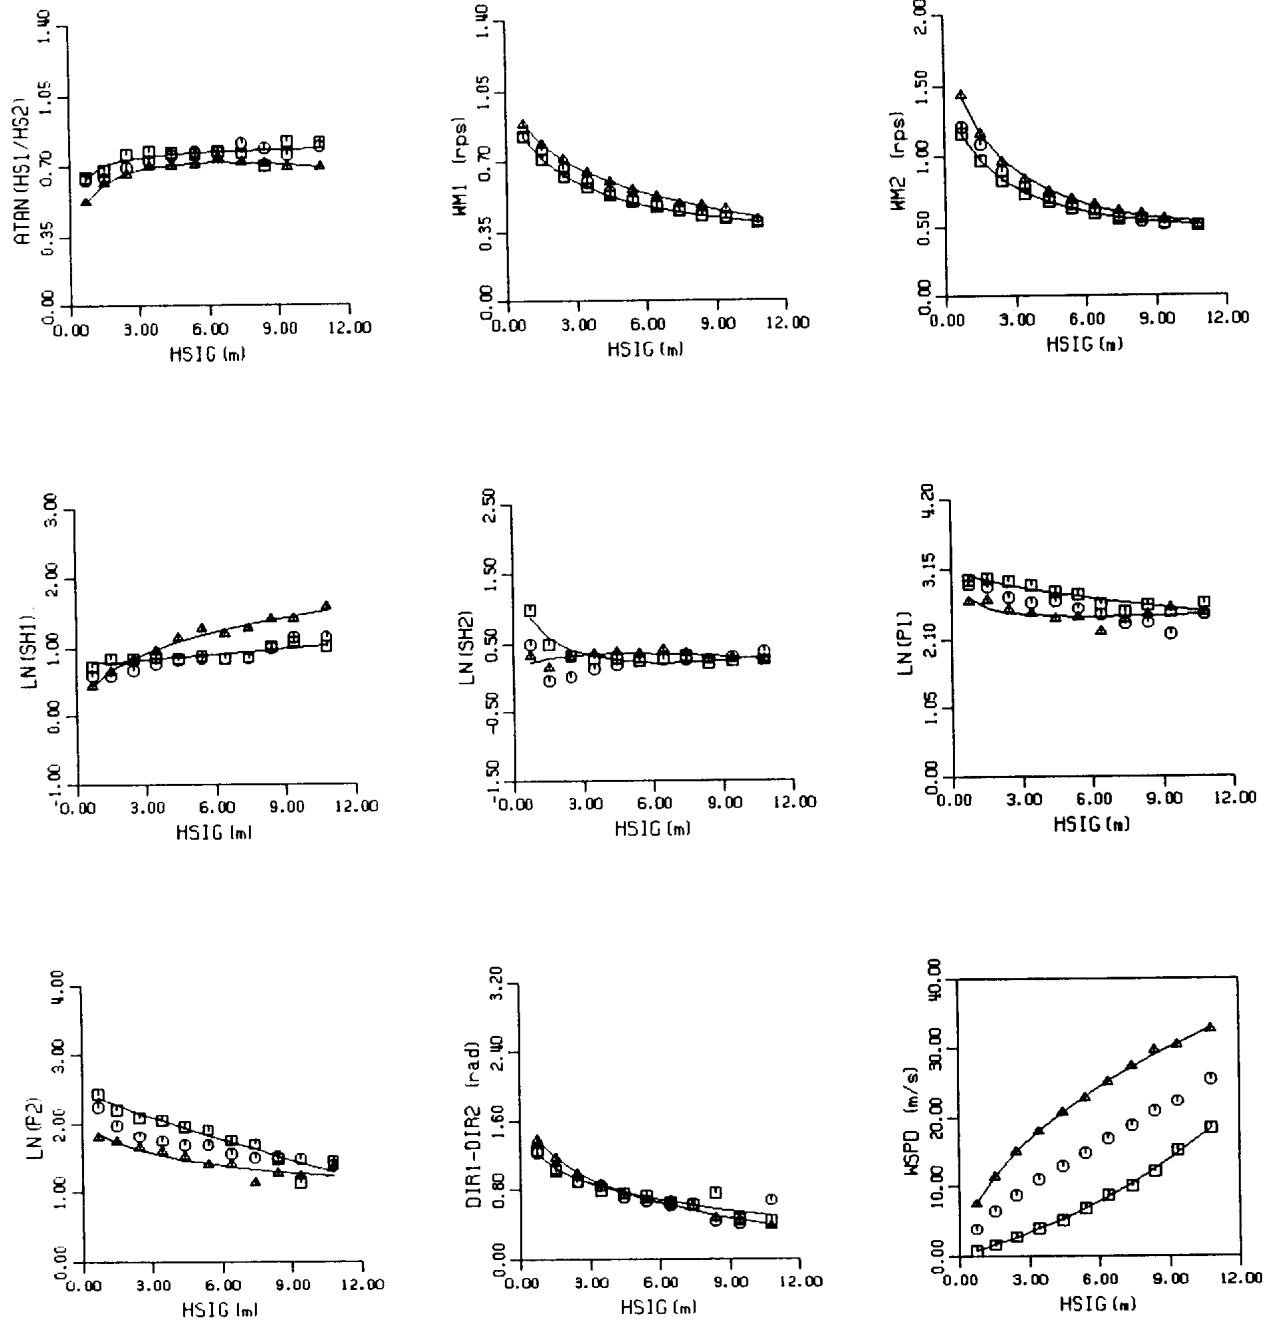 ATAN(HS1/HS2)
0.00 0.35 0.70 1.05 1.40
0.00 3.00 6.00 9.00 12.00
HSIG(m)
WM1 (rps)
0.00 0.35 0.70 1.05 1.40
0.00 3.00 6.00 9.00 12.00
HSIG(m)
WM2 (rps)
0.00 0.50 1.00 1.50 2.00
0.00 3.00 6.00 9.00 12.00
HSIG(m)
LN(SH1)
-1.00 0.00 1.00 2.00 3.00
0.00 3.00 6.00 9.00 12.00
HSIG(m)
LN(SH2)
-1.50 -0.50 0.50 1.50 2.50
0.00 3.00 6.00 9.00 12.00
HSIG(m)
LN(P1)
0.00 1.05 2.10 3.15 4.20
0.00 3.00 6.00 9.00 12.00
HSIG(m)
LN(P2)
0.00 1.00 2.00 3.00 4.00
0.00 3.00 6.00 9.00 12.00
HSIG(m)
DIR1-DIR2 (rad)
0.00 0.80 1.60 2.40 3.20
0.00 3.00 6.00 9.00 12.00
HSIG(m)
WSPD (m/s)
0.00 10.00 20.00 30.00 40.00
0.00 3.00 6.00 9.00 12.00
HSIG(m)